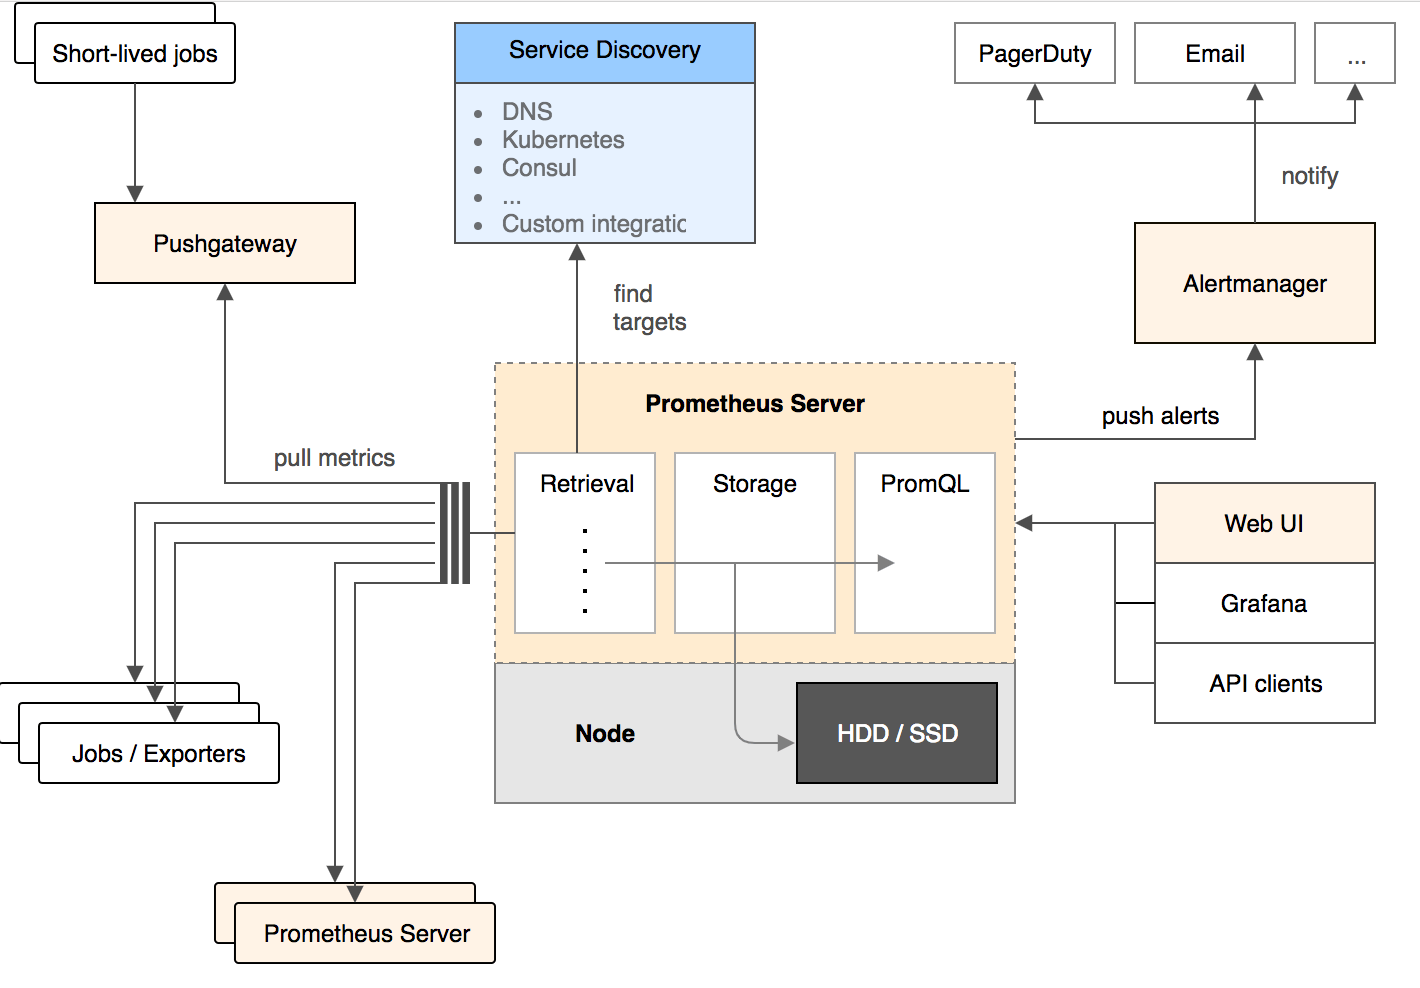 Short-lived jobs
Service Discovery
PagerDuty
Email
...
DNS
Kubernetes
Consul
...
Custom integratic
notify
Pushgateway
Alertmanager
find
targets
Prometheus Server
push alerts
pull metrics
Retrieval
Storage
PromQL
Web UI
Grafana
API clients
Node
HDD / SSD
Jobs / Exporters
Prometheus Server